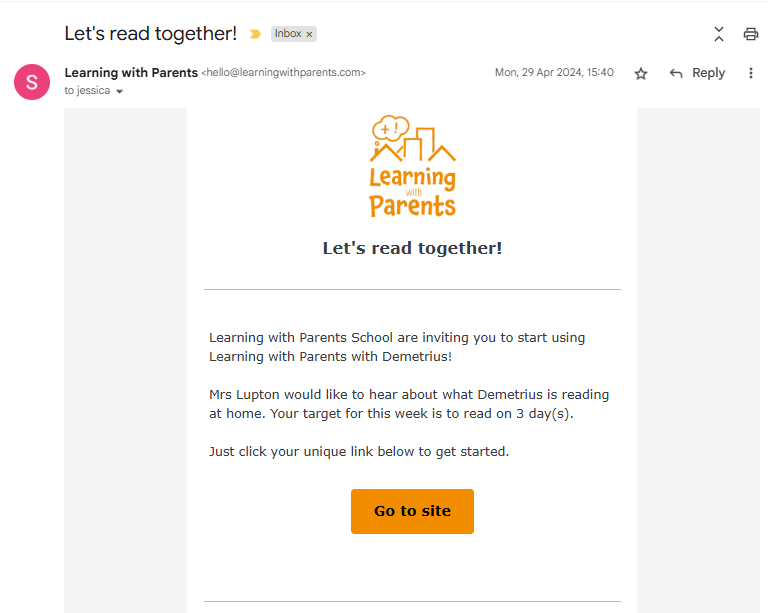 Let's read together!
Inbox x
S
Learning with Parents <hello@learningwithparents.com>
Mon, 29 Apr 2024, 15:40
Reply
to jessica
+ !
Learning
with
Parents
Let's read together!
Learning with Parents School are inviting you to start using
Learning with Parents with Demetrius!
Mrs Lupton would like to hear about what Demetrius is reading
at home. Your target for this week is to read on 3 day(s).
Just click your unique link below to get started.
Go to site